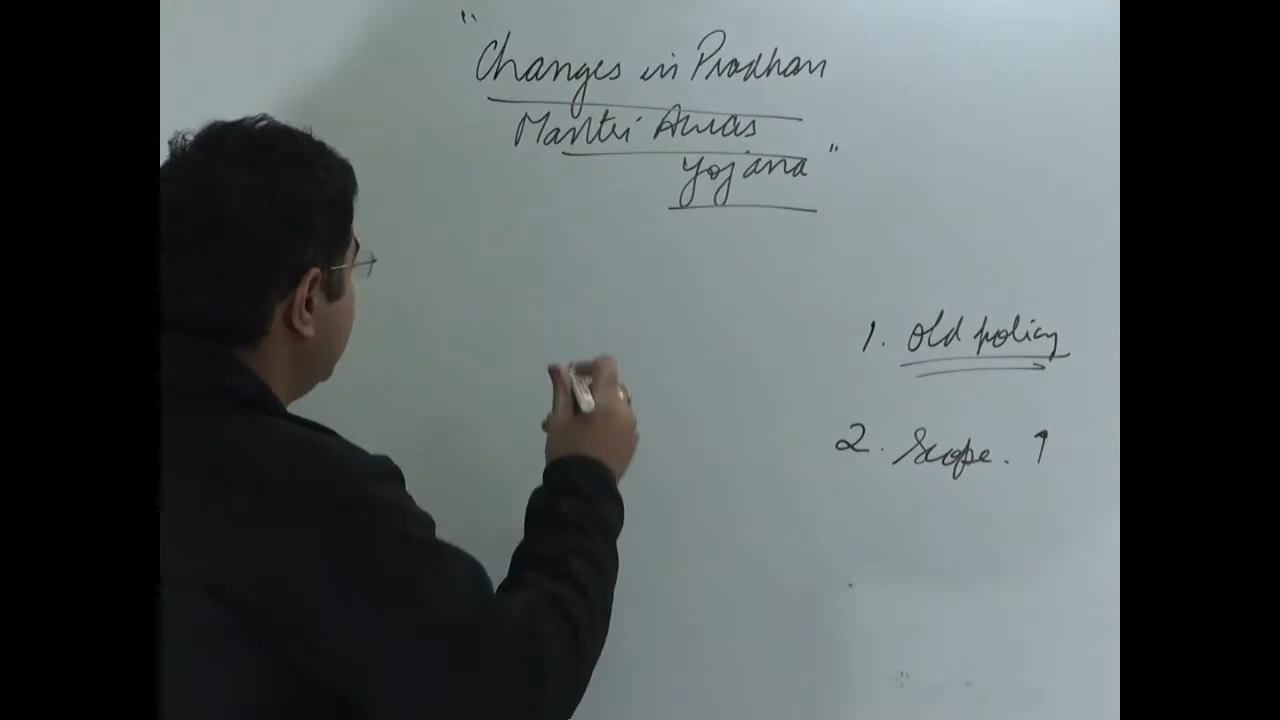 "Changes in Pradhan
Mantri Awas
Yojana"
1. Old policy
2. Scope. ↑